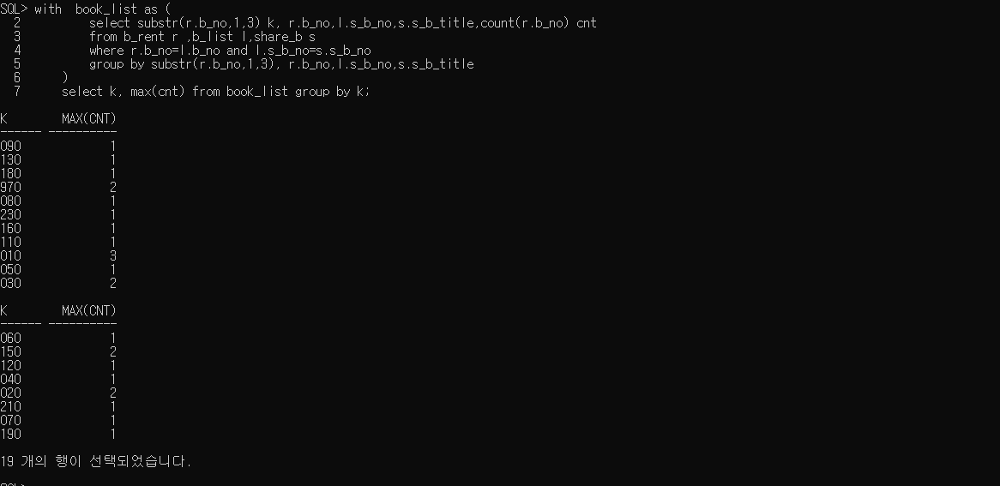 SQL> with  book_list as (
  2          select substr(r.b_no,1,3) k, r.b_no,l.s_b_no,s.s_b_title,count(r.b_no) cnt
  3          from b_rent r ,b_list l,share_b s
  4          where r.b_no=l.b_no and l.s_b_no=s.s_b_no
  5          group by substr(r.b_no,1,3), r.b_no,l.s_b_no,s.s_b_title
  6      )
  7      select k, max(cnt) from book_list group by k;
K        MAX(CNT)
------ ----------
090             1
130             1
180             1
970             2
080             1
230             1
160             1
110             1
010             3
050             1
030             2
K        MAX(CNT)
------ ----------
060             1
150             2
120             1
040             1
020             2
210             1
070             1
190             1
19 개의 행이 선택되었습니다.
SQL>